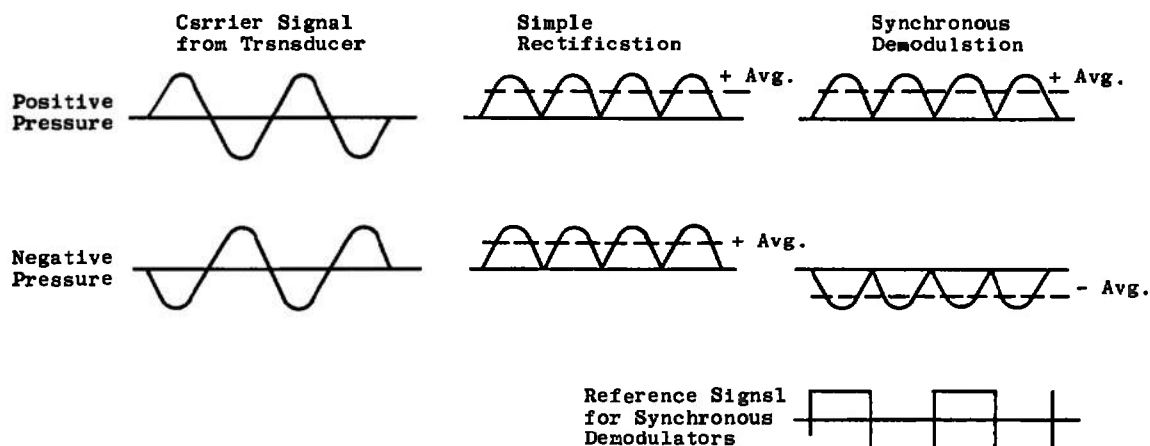 Csrrier Signal
from Trsnsducer
Simple
Rectificstion
Synchronous
Demodulstion
Positive
Pressure
+ Avg.
+ Avg.
Negative
Pressure
+ Avg.
- Avg.
Reference Signsl
for Synchronous
Demodulators